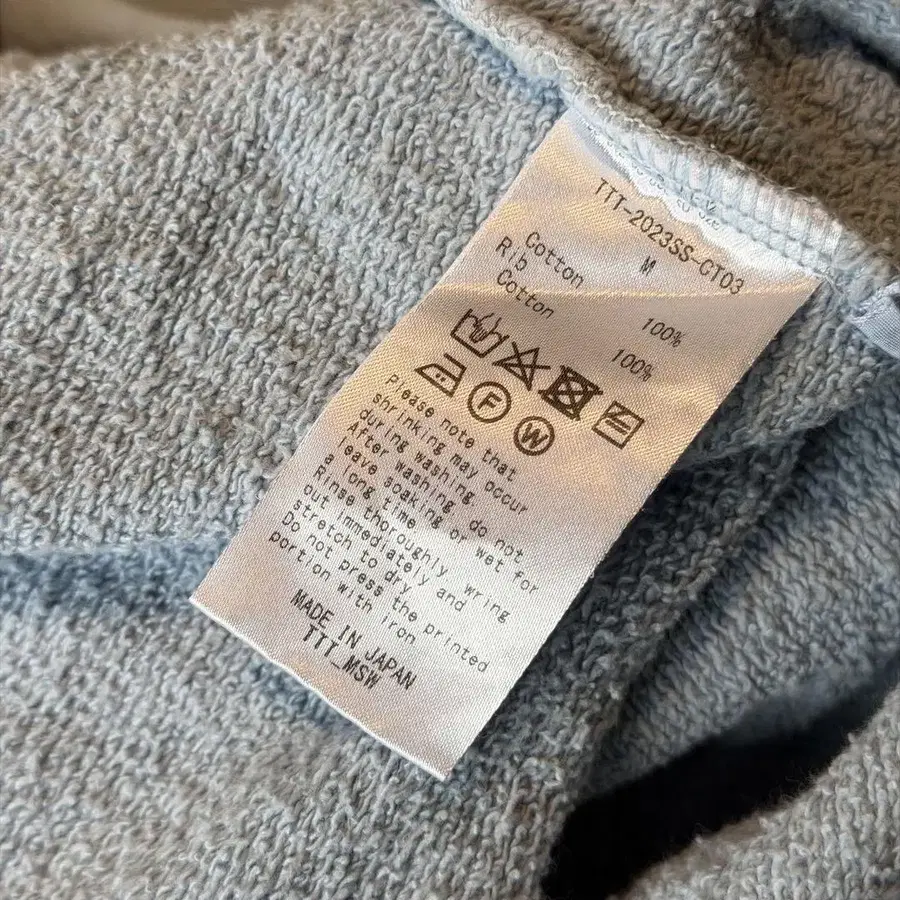 TTT-2023SS-CT03
M
Cotton 100%
Rib
Cotton 100%
F
W
Please note that
shrinking may occur
during washing.
After washing, do not
leave soaking or wet for
a long time.
Rinse thoroughly, wring
out immediately and
stretch to dry.
Do not press the printed
portion with iron
MADE IN JAPAN
TTT_MSW